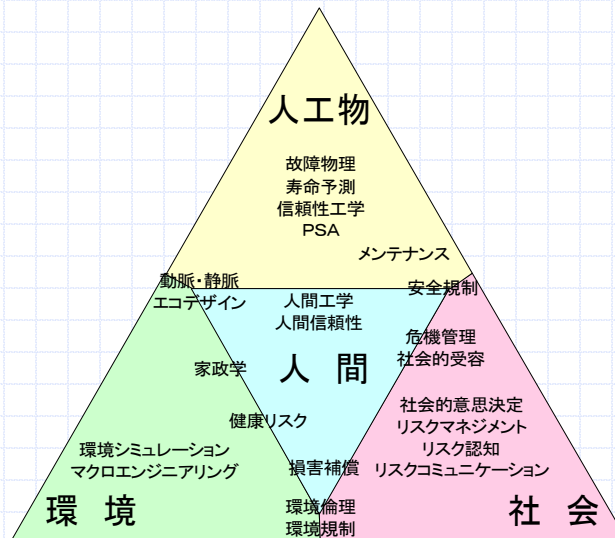 人工物
故障物理
寿命予測
信頼性工学
PSA
メンテナンス
動脈・静脈
エコデザイン
安全規制
人間工学
人間信頼性
危機管理
社会的受容
家政学
人 間
社会的意思決定
リスクマネジメント
リスク認知
リスクコミュニケーション
健康リスク
環境シミュレーション
マクロエンジニアリング
損害補償
環 境
環境倫理
環境規制
社 会